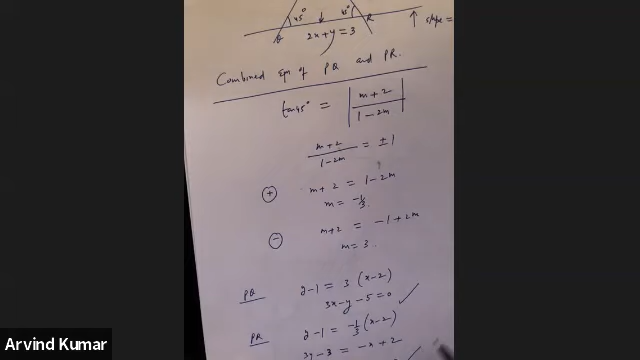 45° 45°
Q R slope =
2x + y = 3
Combined Eqn of PQ and PR.
tan45° = | m+2 / 1-2m |
m+2 / 1-2m = ±1
(+) m+2 = 1-2m
m = -1/3.
(-) m+2 = -1+2m
m = 3.
PQ y-1 = 3(x-2)
3x-y-5=0
PR y-1 = -1/3(x-2)
3y-3 = -x+2
Arvind Kumar